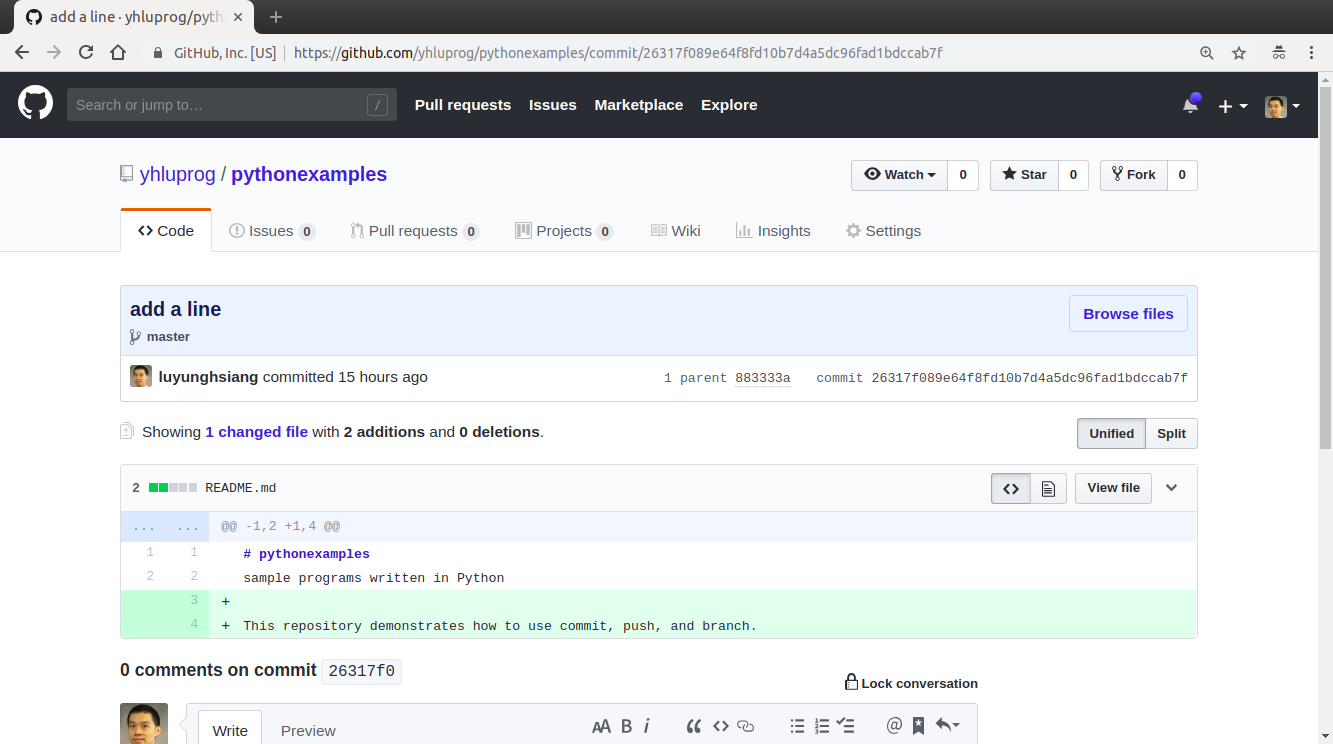 add a line · yhluprog/pyth
GitHub, Inc. [US] https://github.com/yhluprog/pythonexamples/commit/26317f089e64f8fd10b7d4a5dc96fad1bdccab7f
Search or jump to… / Pull requests Issues Marketplace Explore
yhluprog / pythonexamples Watch 0 Star 0 Fork 0
Code Issues 0 Pull requests 0 Projects 0 Wiki Insights Settings
add a line Browse files
master
luyunghsiang committed 15 hours ago 1 parent 883333a commit 26317f089e64f8fd10b7d4a5dc96fad1bdccab7f
Showing 1 changed file with 2 additions and 0 deletions. Unified Split
2 README.md View file
... ... @@ -1,2 +1,4 @@
1 1 # pythonexamples
2 2 sample programs written in Python
3 +
4 + This repository demonstrates how to use commit, push, and branch.
0 comments on commit 26317f0
Lock conversation
Write Preview AA B i @